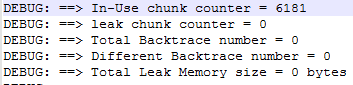 DEBUG: ==> In-Use chunk counter = 6181
DEBUG: ==> leak chunk counter = 0
DEBUG: ==> Total Backtrace number = 0
DEBUG: ==> Different Backtrace number = 0
DEBUG: ==> Total Leak Memory size = 0 bytes